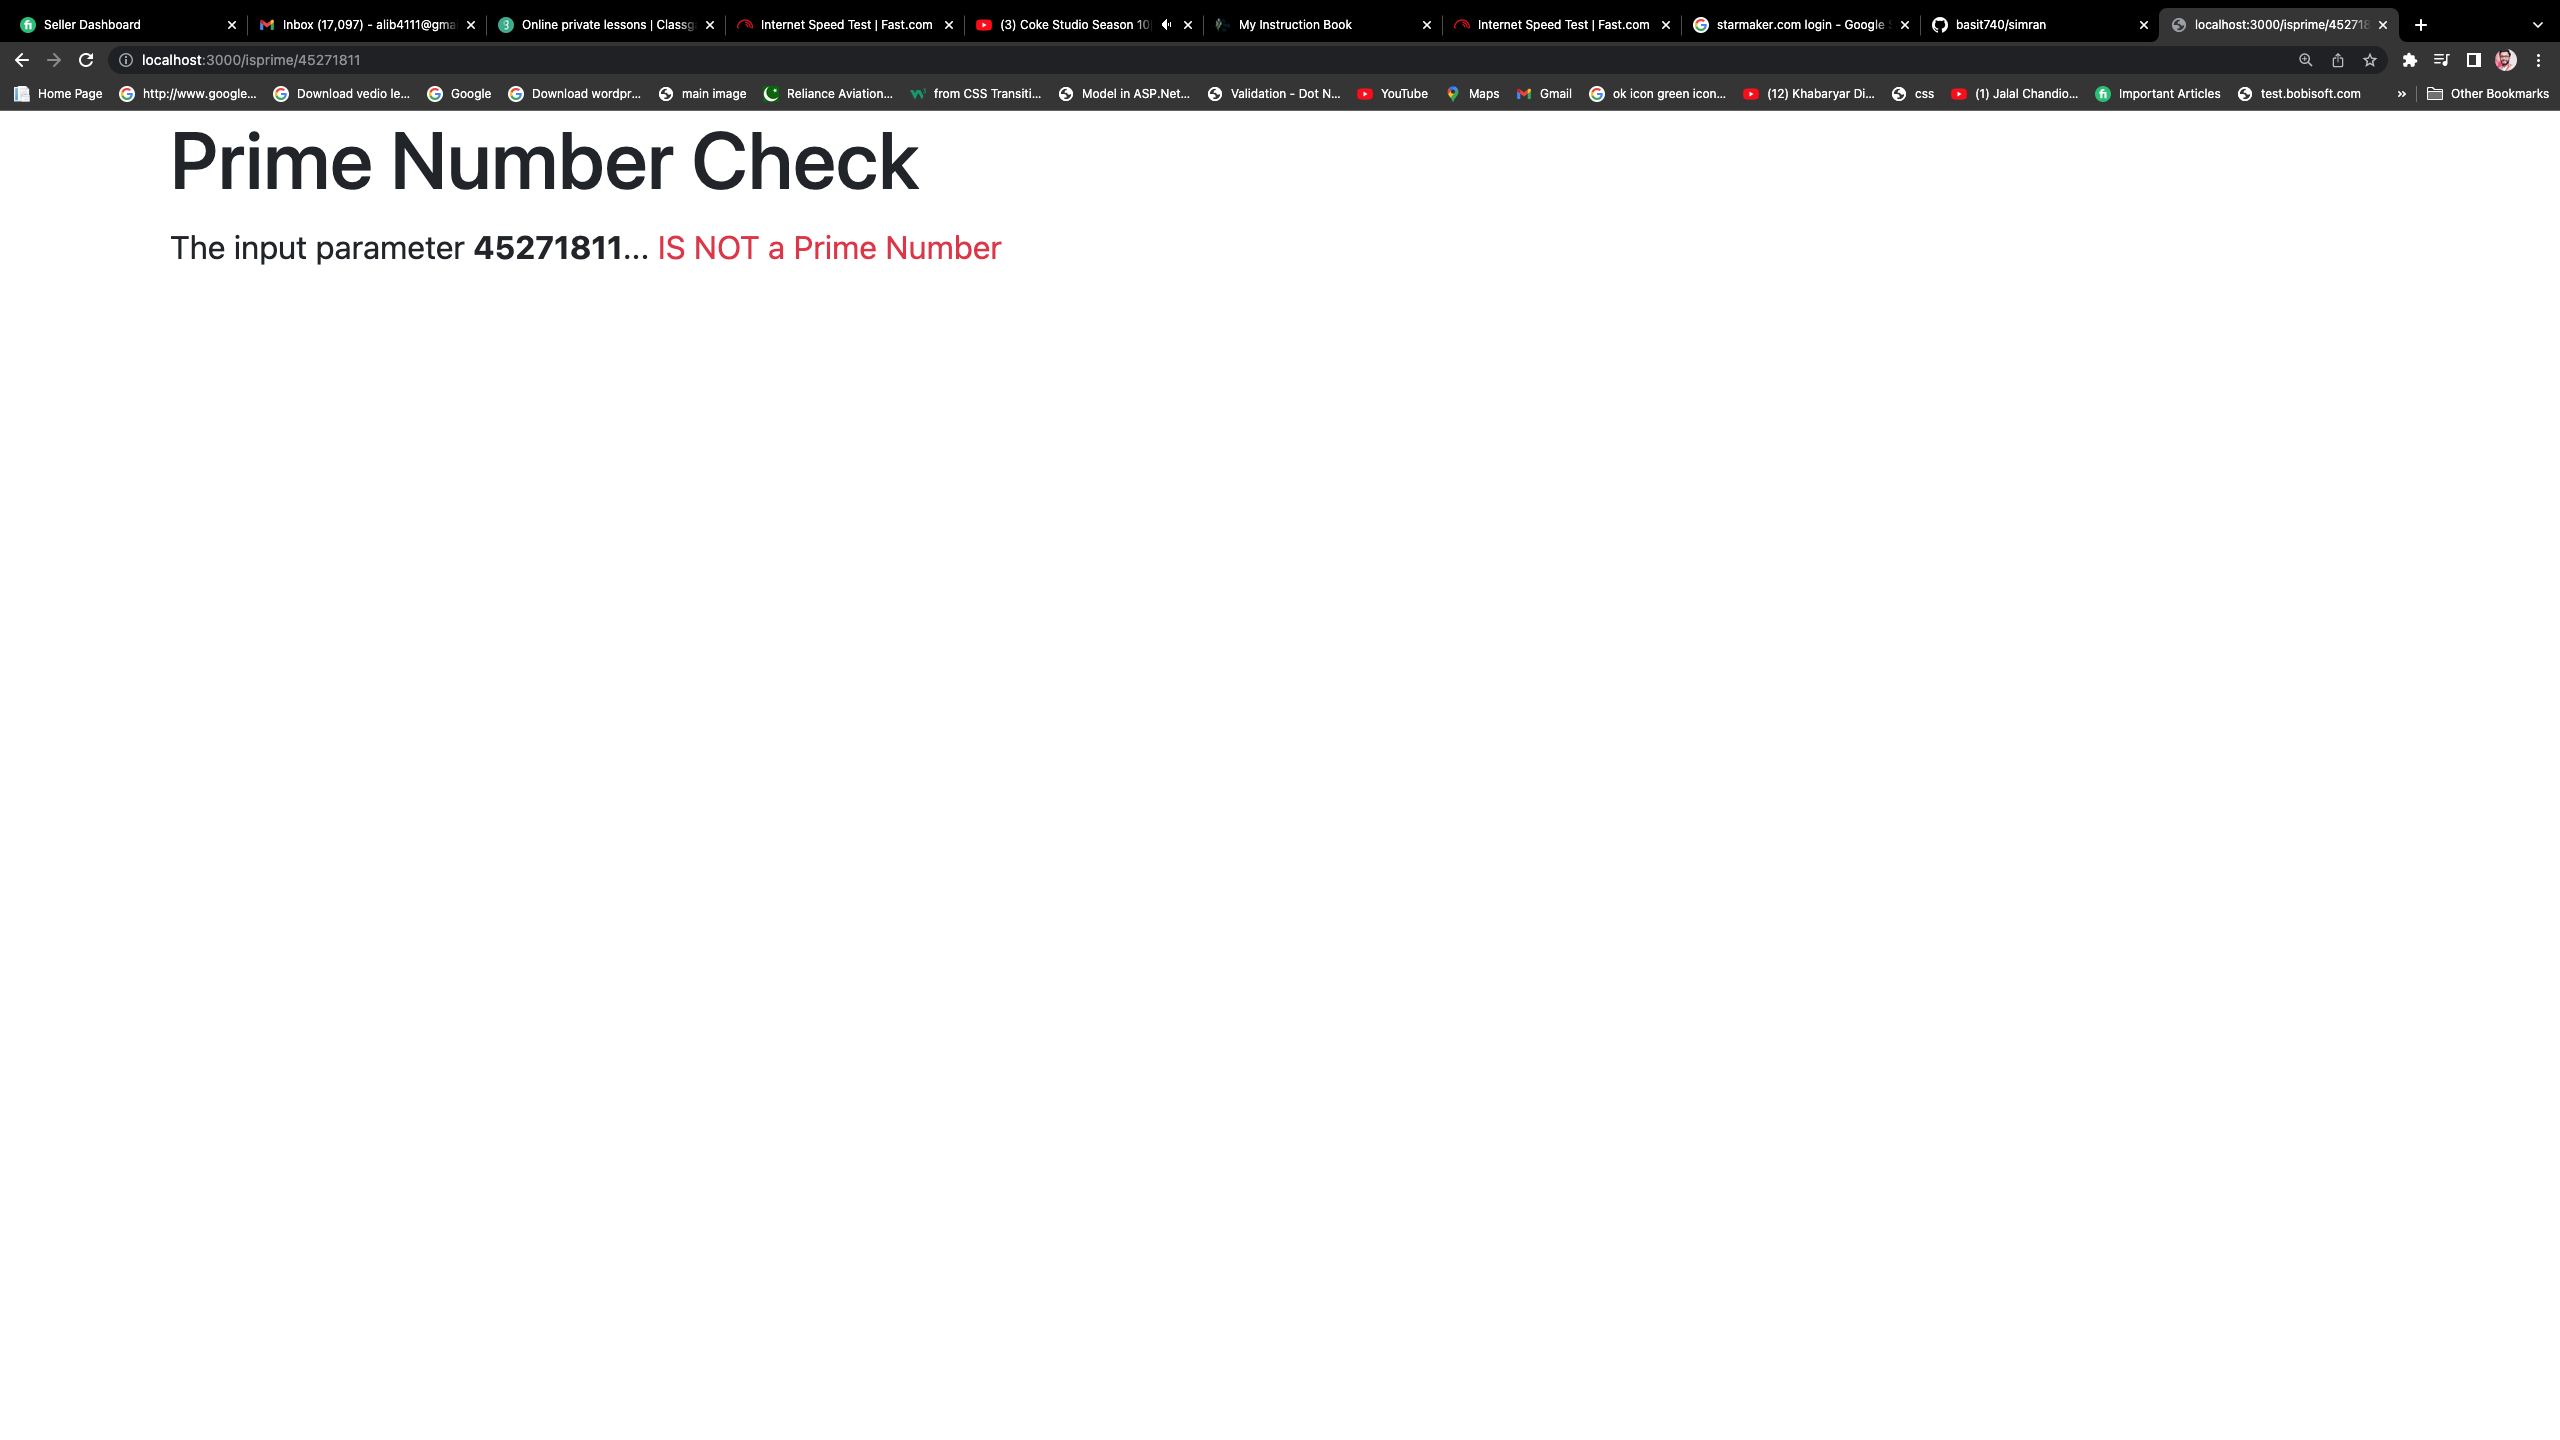 Seller Dashboard
Inbox (17,097) - alib4111@gma
Online private lessons | Classg
Internet Speed Test | Fast.com
(3) Coke Studio Season 10|
My Instruction Book
Internet Speed Test | Fast.com
starmaker.com login - Google S
basit740/simran
localhost:3000/isprime/452718
localhost:3000/isprime/45271811
Home Page
http://www.google...
Download vedio le...
Google
Download wordpr...
main image
Reliance Aviation...
from CSS Transiti...
Model in ASP.Net...
Validation - Dot N...
YouTube
Maps
Gmail
ok icon green icon...
(12) Khabaryar Di...
css
(1) Jalal Chandio...
Important Articles
test.bobisoft.com
»
Other Bookmarks
Prime Number Check
The input parameter 45271811... IS NOT a Prime Number